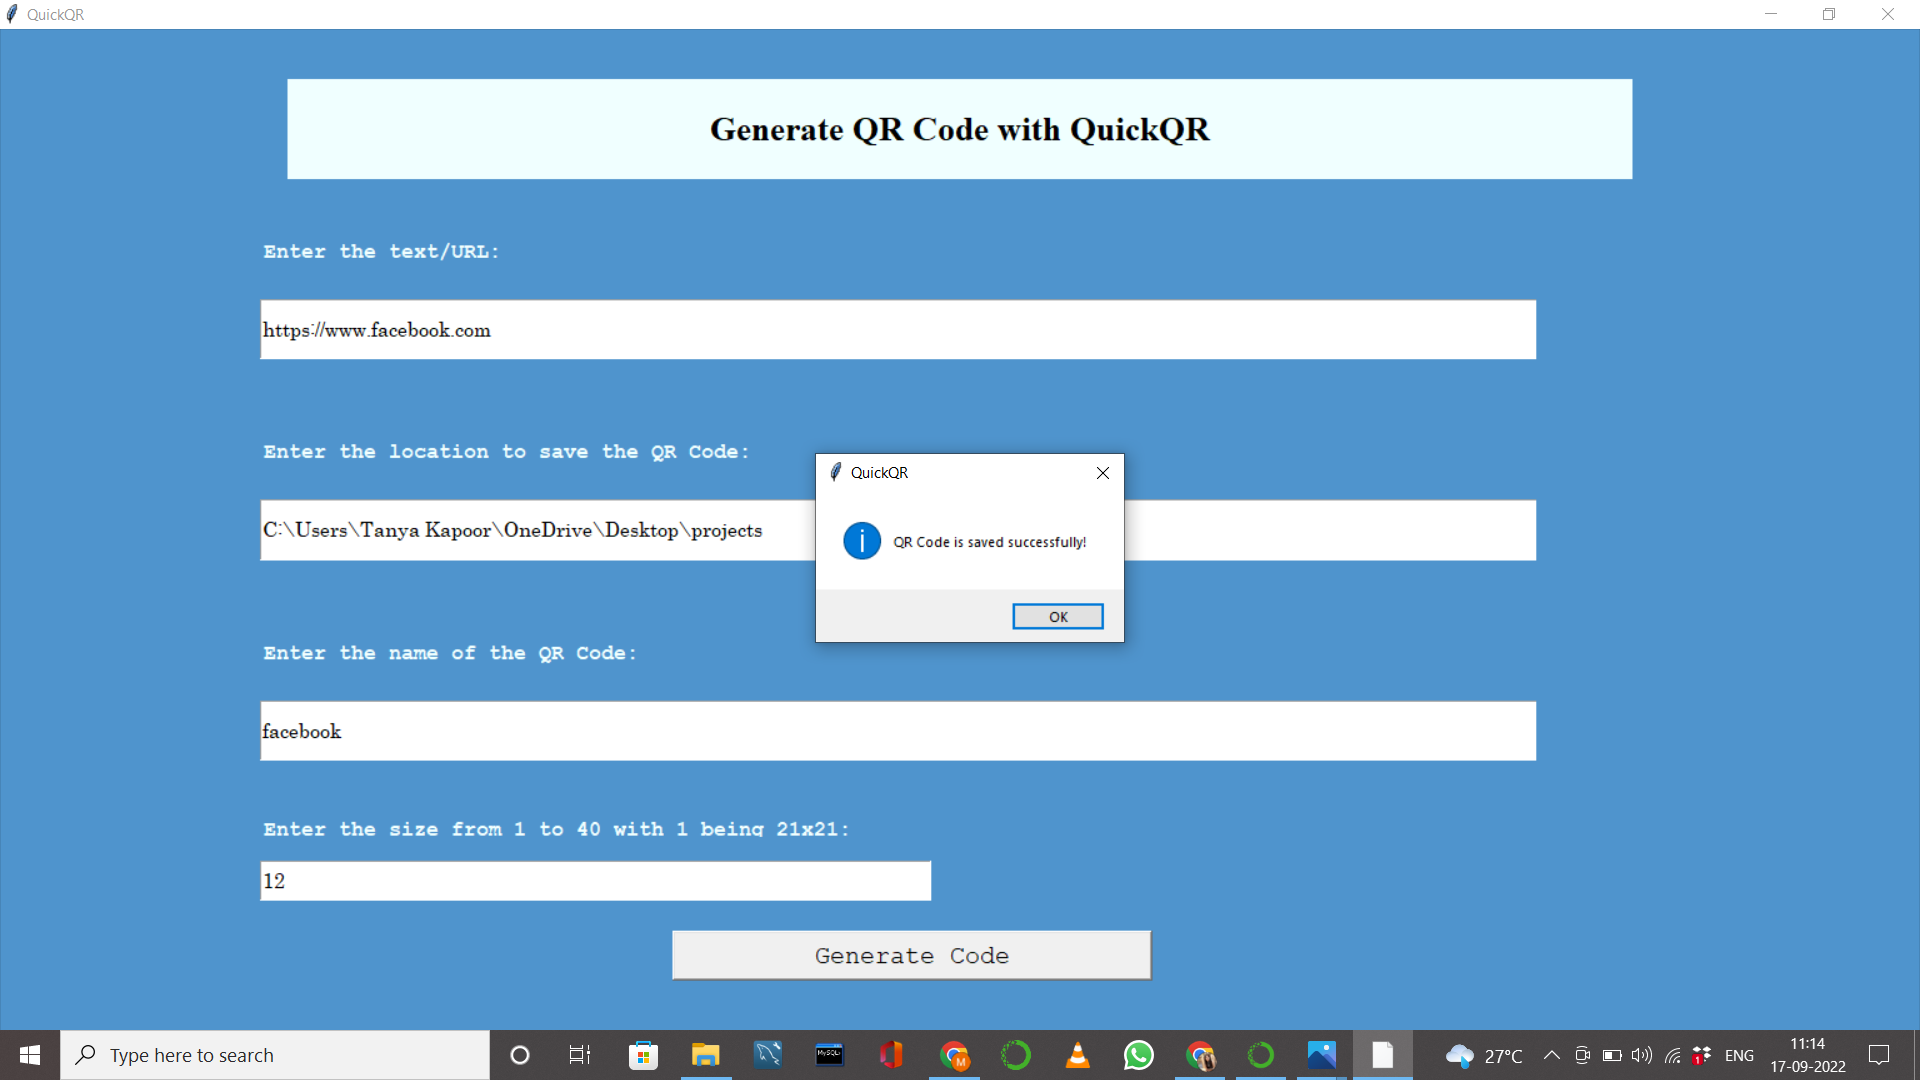 QuickQR
Generate QR Code with QuickQR
Enter the text/URL:
https://www.facebook.com
Enter the location to save the QR Code:
C:\Users\Tanya Kapoor\OneDrive\Desktop\projects
QuickQR
QR Code is saved successfully!
OK
Enter the name of the QR Code:
facebook
Enter the size from 1 to 40 with 1 being 21x21:
12
Generate Code
Type here to search
MySQL
M
27°C
1
ENG
11:14
17-09-2022